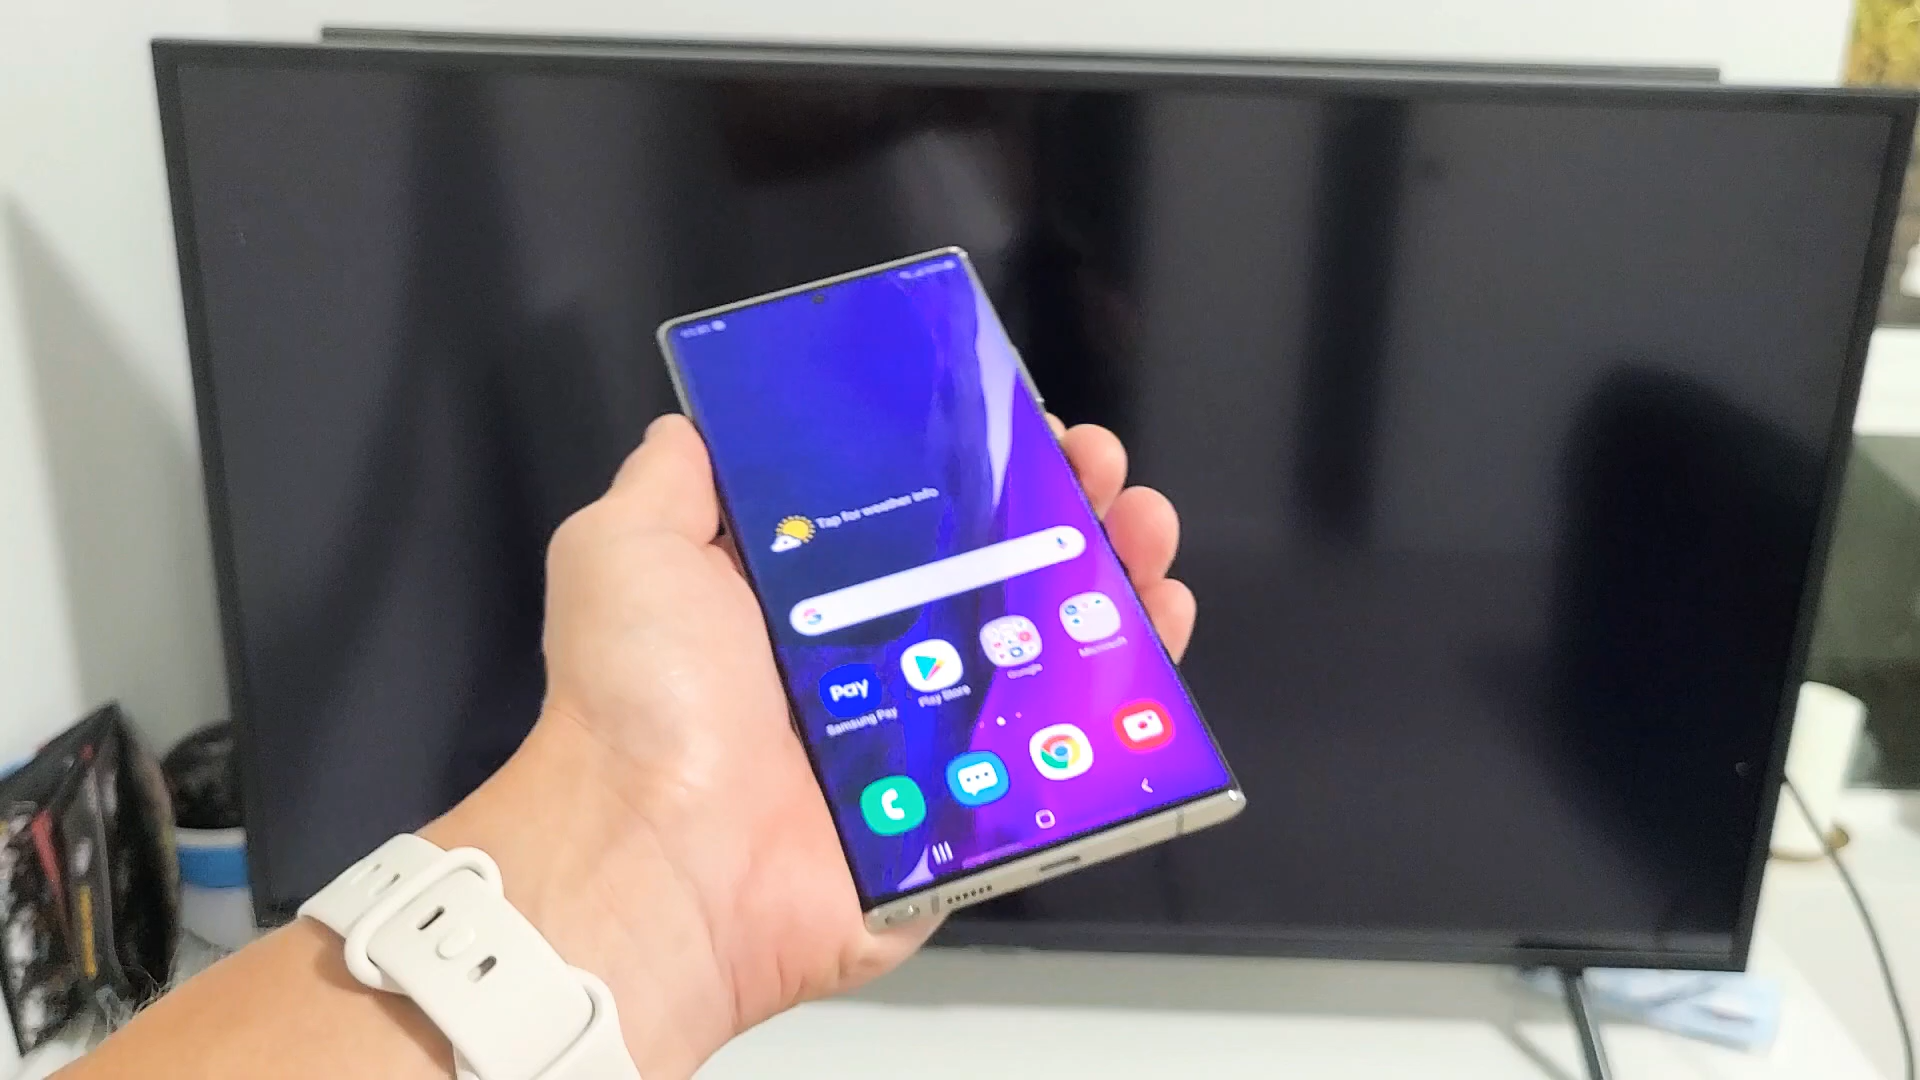 Tap for weather info
pay
Samsung Pay
Play Store
Google
Microsoft